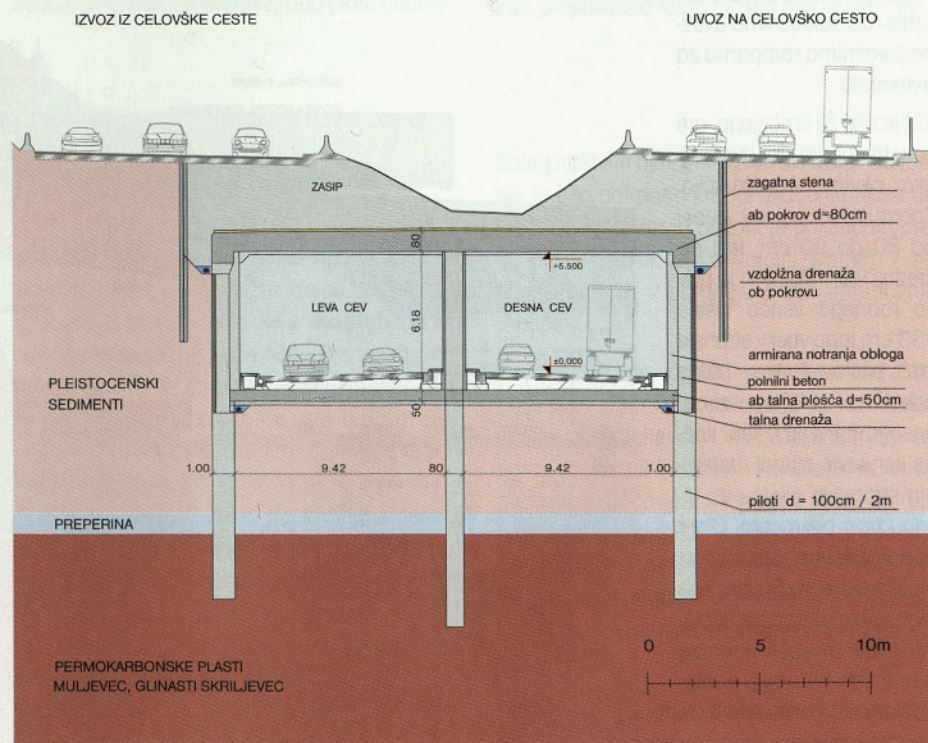 IZVOZ IZ CELOVŠKE CESTE
UVOZ NA CELOVŠKO CESTO
ZASIP
zagatna stena
ab pokrov d=80cm
80
+5.500
vzdolžna drenaža
ob pokrovu
LEVA CEV
6.18
DESNA CEV
±0,000
armirana notranja obloga
polnilni beton
ab talna plošča d=50cm
talna drenaža
50
PLEISTOCENSKI
SEDIMENTI
1.00 9.42 80 9.42 1.00
piloti d = 100cm / 2m
PREPERINA
0 5 10m
PERMOKARBONSKE PLASTI
MULJEVEC, GLINASTI SKRILJEVEC